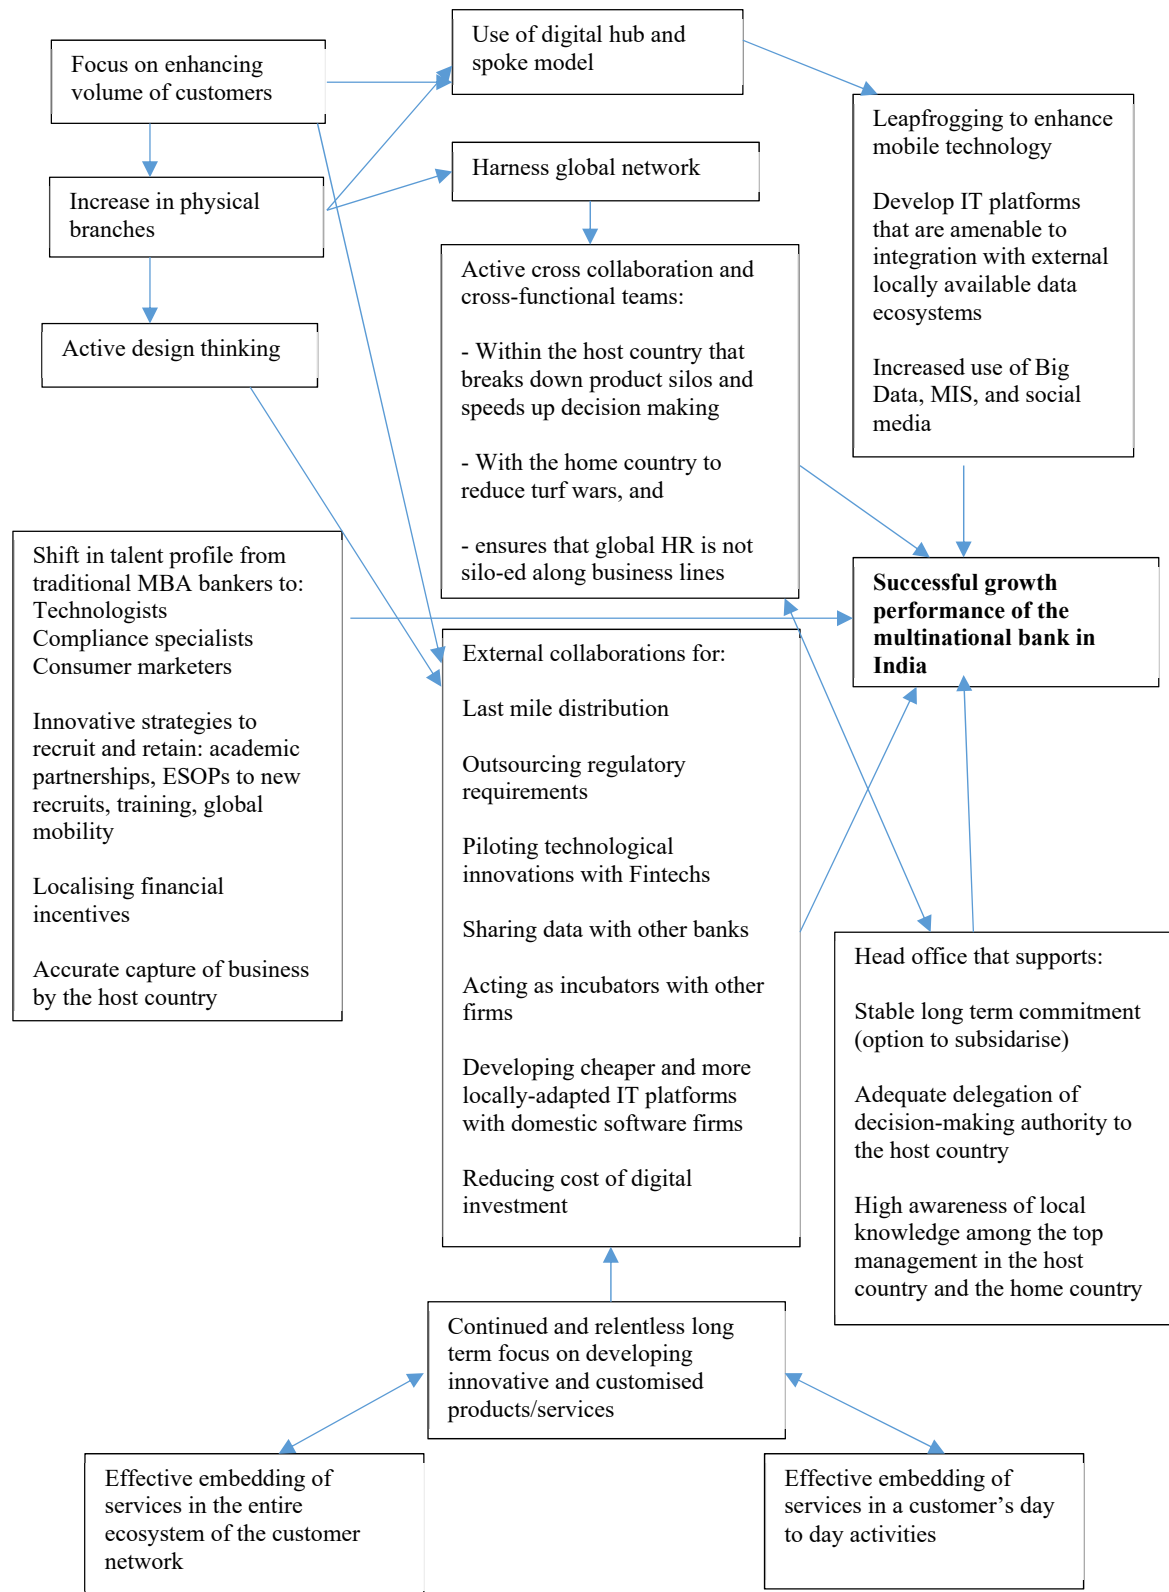 Focus on enhancing
volume of customers
Use of digital hub and
spoke model
Leapfrogging to enhance
mobile technology
Develop IT platforms
that are amenable to
integration with external
locally available data
ecosystems
Increased use of Big
Data, MIS, and social
media
Increase in physical
branches
Harness global network
Active design thinking
Active cross collaboration and
cross-functional teams:
- Within the host country that
breaks down product silos and
speeds up decision making
- With the home country to
reduce turf wars, and
- ensures that global HR is not
silo-ed along business lines
Shift in talent profile from
traditional MBA bankers to:
Technologists
Compliance specialists
Consumer marketers
Innovative strategies to
recruit and retain: academic
partnerships, ESOPs to new
recruits, training, global
mobility
Localising financial
incentives
Accurate capture of business
by the host country
Successful growth
performance of the
multinational bank in
India
External collaborations for:
Last mile distribution
Outsourcing regulatory
requirements
Piloting technological
innovations with Fintechs
Sharing data with other banks
Acting as incubators with other
firms
Developing cheaper and more
locally-adapted IT platforms
with domestic software firms
Reducing cost of digital
investment
Head office that supports:
Stable long term commitment
(option to subsidarise)
Adequate delegation of
decision-making authority to
the host country
High awareness of local
knowledge among the top
management in the host
country and the home country
Continued and relentless long
term focus on developing
innovative and customised
products/services
Effective embedding of
services in the entire
ecosystem of the customer
network
Effective embedding of
services in a customer’s day
to day activities